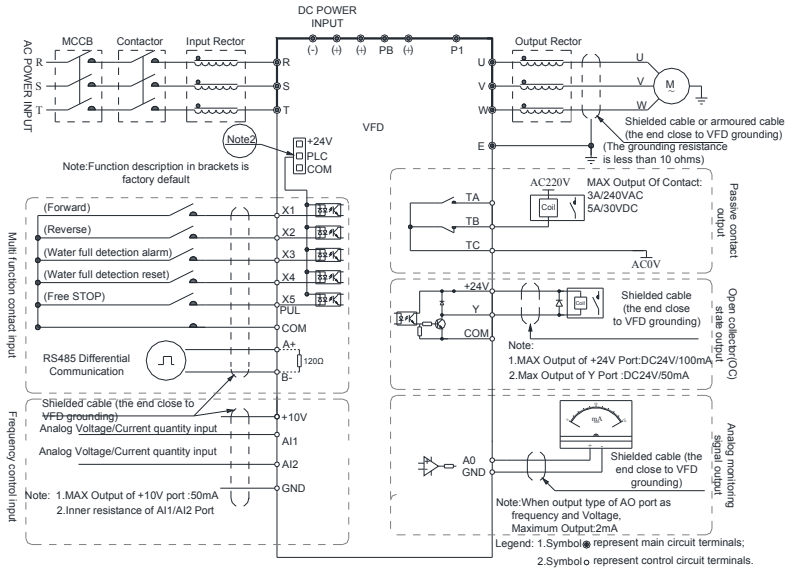 DC POWER
INPUT
(-) (+) (+) PB (+) P1
AC POWER INPUT
MCCB
Contactor
Input Rector
Output Rector
R
S
T
R
S
T
U
V
W
U
V
W
M
~
VFD
Shielded cable or armoured cable
(the end close to VFD grounding)
(The grounding resistance
is less than 10 ohms)
E
Note2
+24V
PLC
COM
Note:Function description in brackets is
factory default
Multi function contact input
(Forward)
X1
(Reverse)
X2
(Water full detection alarm)
X3
(Water full detection reset)
X4
(Free STOP)
X5
PUL
COM
RS485 Differential
Communication
A+
120Ω
B-
Shielded cable (the end close to
VFD grounding)
Frequency control input
+10V
Analog Voltage/Current quantity input
AI1
Analog Voltage/Current quantity input
AI2
GND
Note: 1.MAX Output of +10V port :50mA
2.Inner resistance of AI1/AI2 Port
Passive contact
output
TA
TB
TC
AC220V
Coil
MAX Output Of Contact:
3A/240VAC
5A/30VDC
AC0V
Open collector(OC)
state output
+24V
Y
COM
Coil
Shielded cable
(the end close
to VFD grounding)
Note:
1.MAX Output of +24V Port:DC24V/100mA
2.Max Output of Y Port :DC24V/50mA
Analog monitoring
signal output
mA
- +
A0
GND
Shielded cable (the
end close to VFD
grounding)
Note:When output type of AO port as
frequency and Voltage,
Maximum Output:2mA
Legend: 1.Symbol represent main circuit terminals;
2.Symbol represent control circuit terminals.